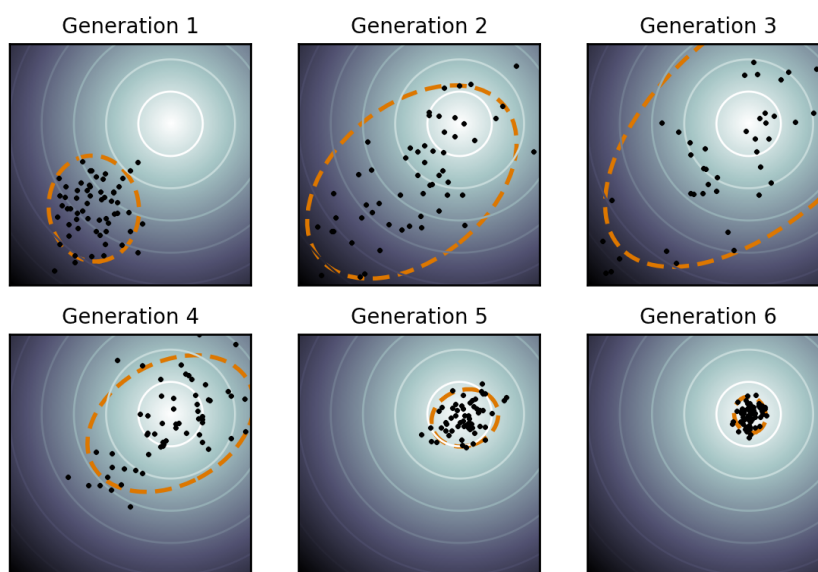 Generation 1
Generation 2
Generation 3
Generation 4
Generation 5
Generation 6